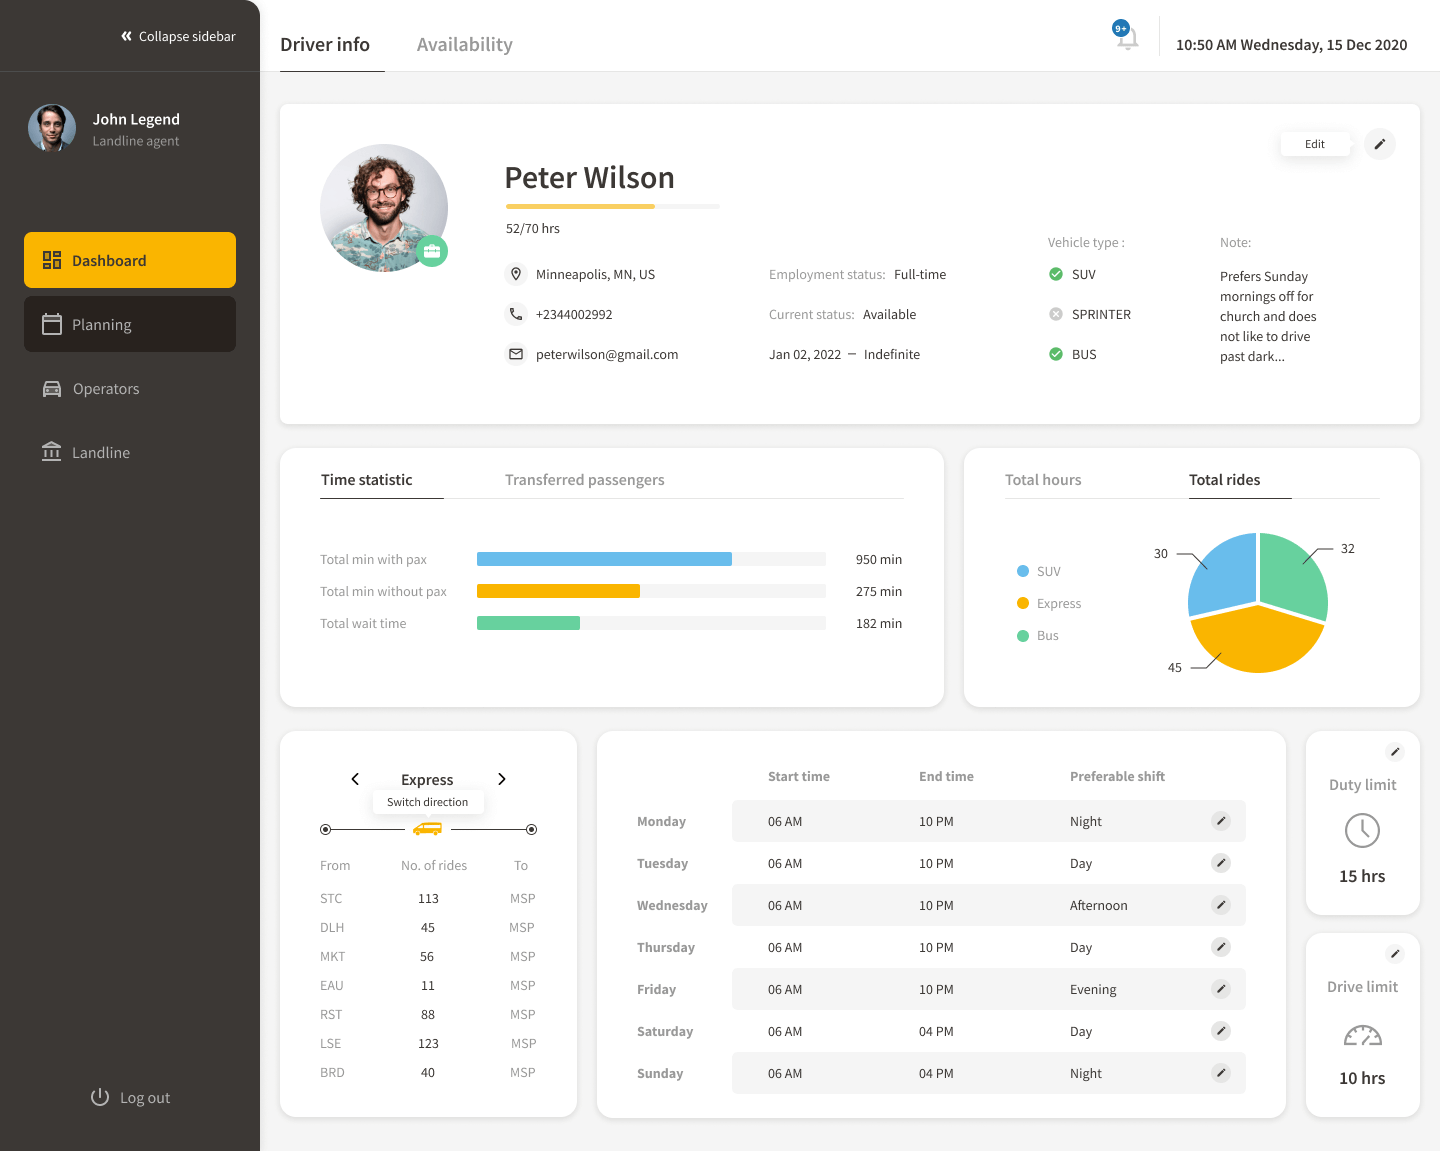 Collapse sidebar
Driver info
Availability
9+
10:50 AM Wednesday, 15 Dec 2020
John Legend
Landline agent
Dashboard
Planning
Operators
Landline
Log out
Edit
Peter Wilson
52/70 hrs
Minneapolis, MN, US
+2344002992
peterwilson@gmail.com
Employment status: Full-time
Current status: Available
Jan 02, 2022 – Indefinite
Vehicle type :
SUV
SPRINTER
BUS
Note:
Prefers Sunday
mornings off for
church and does
not like to drive
past dark...
Time statistic
Transferred passengers
Total min with pax 950 min
Total min without pax 275 min
Total wait time 182 min
Total hours
Total rides
SUV
Express
Bus
30
32
45
Express
Switch direction
From No. of rides To
STC 113 MSP
DLH 45 MSP
MKT 56 MSP
EAU 11 MSP
RST 88 MSP
LSE 123 MSP
BRD 40 MSP
Start time End time Preferable shift
Monday 06 AM 10 PM Night
Tuesday 06 AM 10 PM Day
Wednesday 06 AM 10 PM Afternoon
Thursday 06 AM 10 PM Day
Friday 06 AM 10 PM Evening
Saturday 06 AM 04 PM Day
Sunday 06 AM 04 PM Night
Duty limit
15 hrs
Drive limit
10 hrs